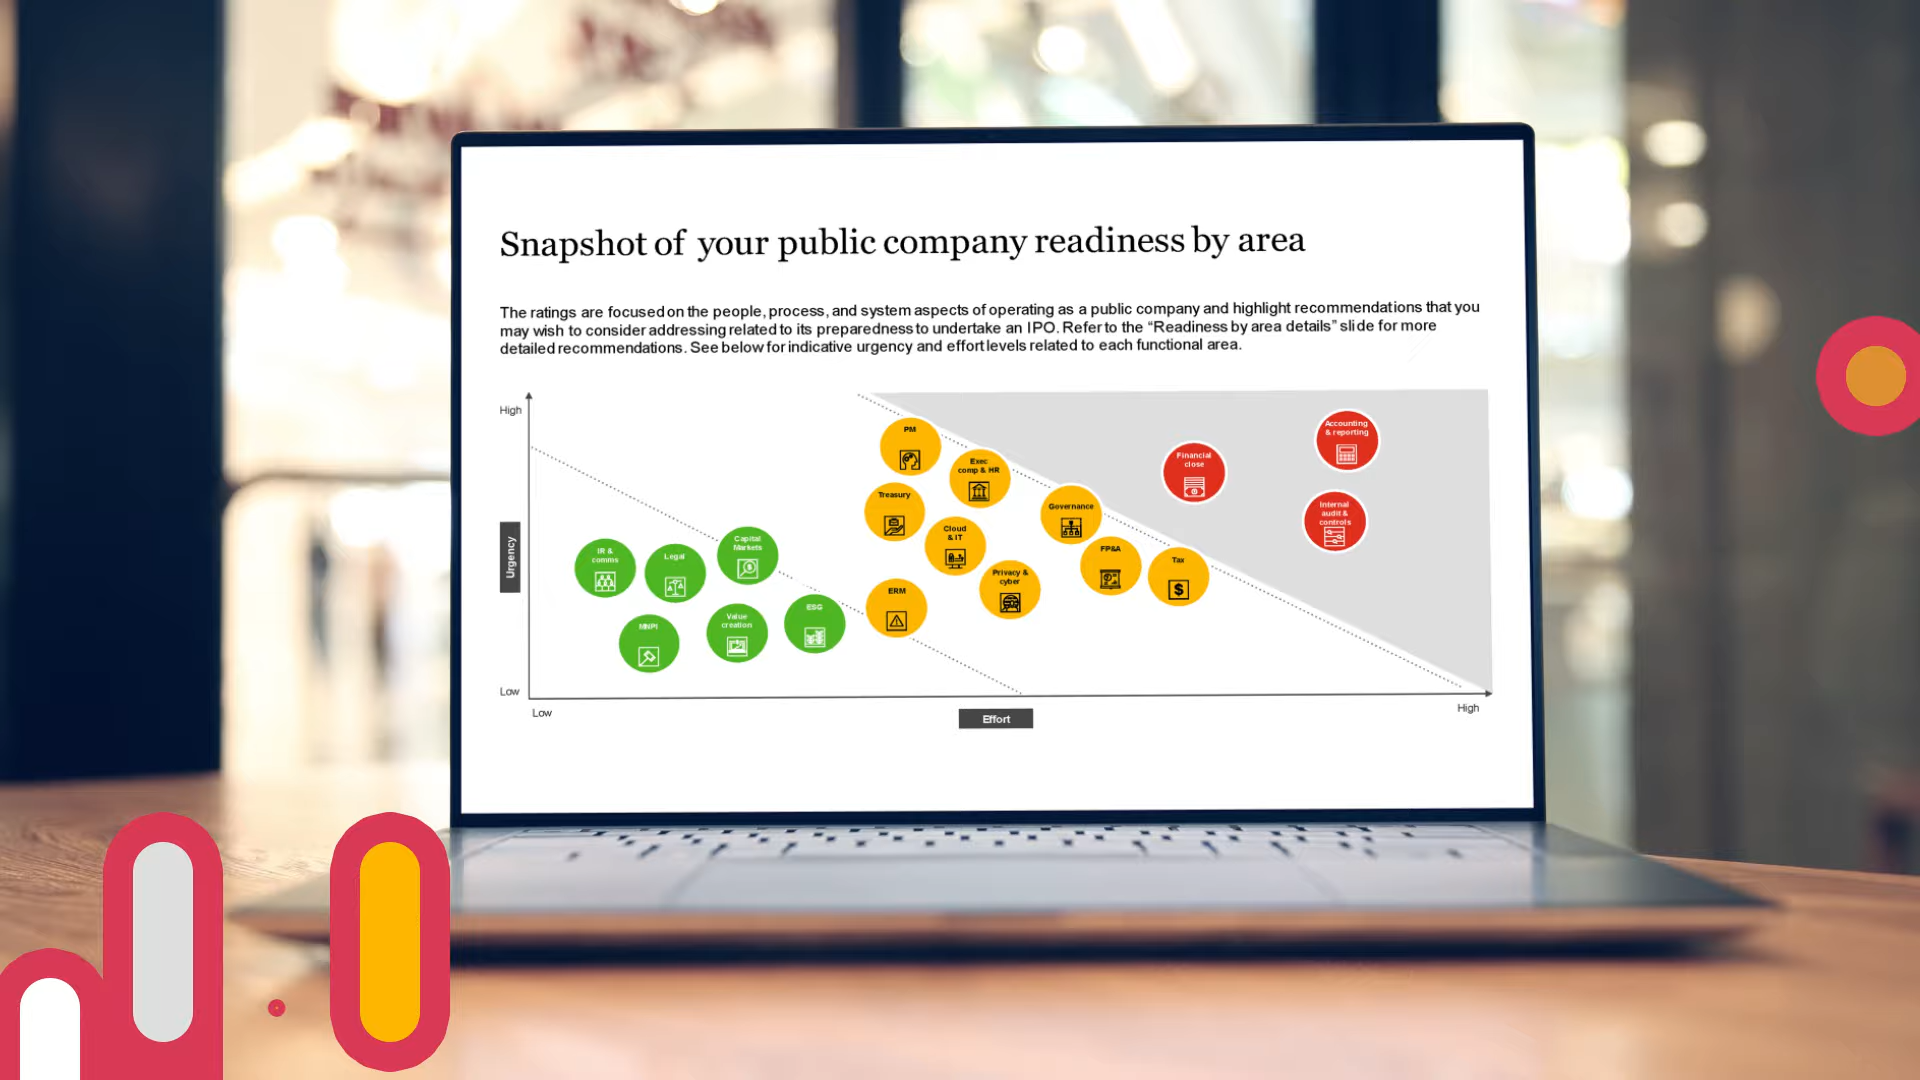 Snapshot of your public company readiness by area
The ratings are focused on the people, process, and system aspects of operating as a public company and highlight recommendations that you
may wish to consider addressing related to its preparedness to undertake an IPO. Refer to the “Readiness by area details” slide for more
detailed recommendations. See below for indicative urgency and effort levels related to each functional area.
High
Urgency
Low
Low
Effort
High
IR &
comms
Legal
Capital
Markets
MNPI
Value
creation
ESG
PM
Exec
comp & HR
Treasury
Cloud
& IT
Governance
Privacy &
cyber
FP&A
Tax
ERM
Financial
close
Accounting
& reporting
Internal
audit &
controls